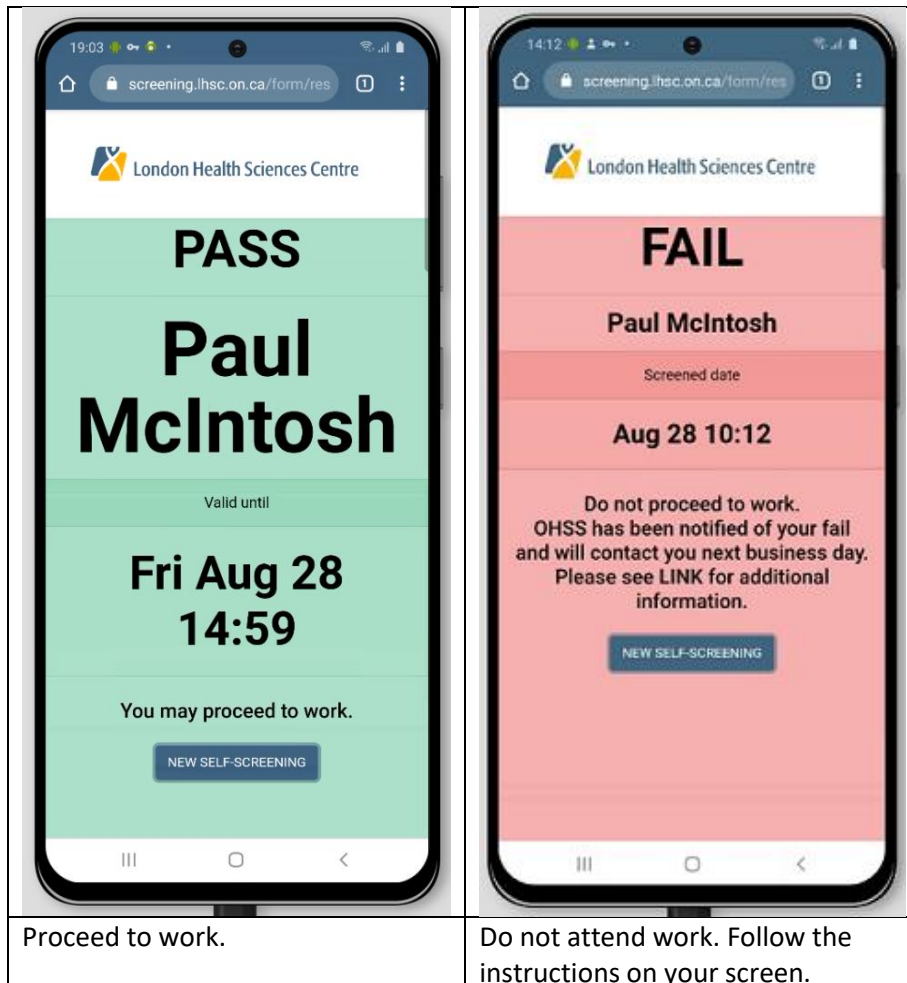 19:03
screening.lhsc.on.ca/form/res
1
London Health Sciences Centre
PASS
Paul
McIntosh
Valid until
Fri Aug 28
14:59
You may proceed to work.
NEW SELF-SCREENING
Proceed to work.
14:12
screening.lhsc.on.ca/form/res
1
London Health Sciences Centre
FAIL
Paul McIntosh
Screened date
Aug 28 10:12
Do not proceed to work.
OHSS has been notified of your fail
and will contact you next business day.
Please see LINK for additional
information.
NEW SELF-SCREENING
Do not attend work. Follow the
instructions on your screen.